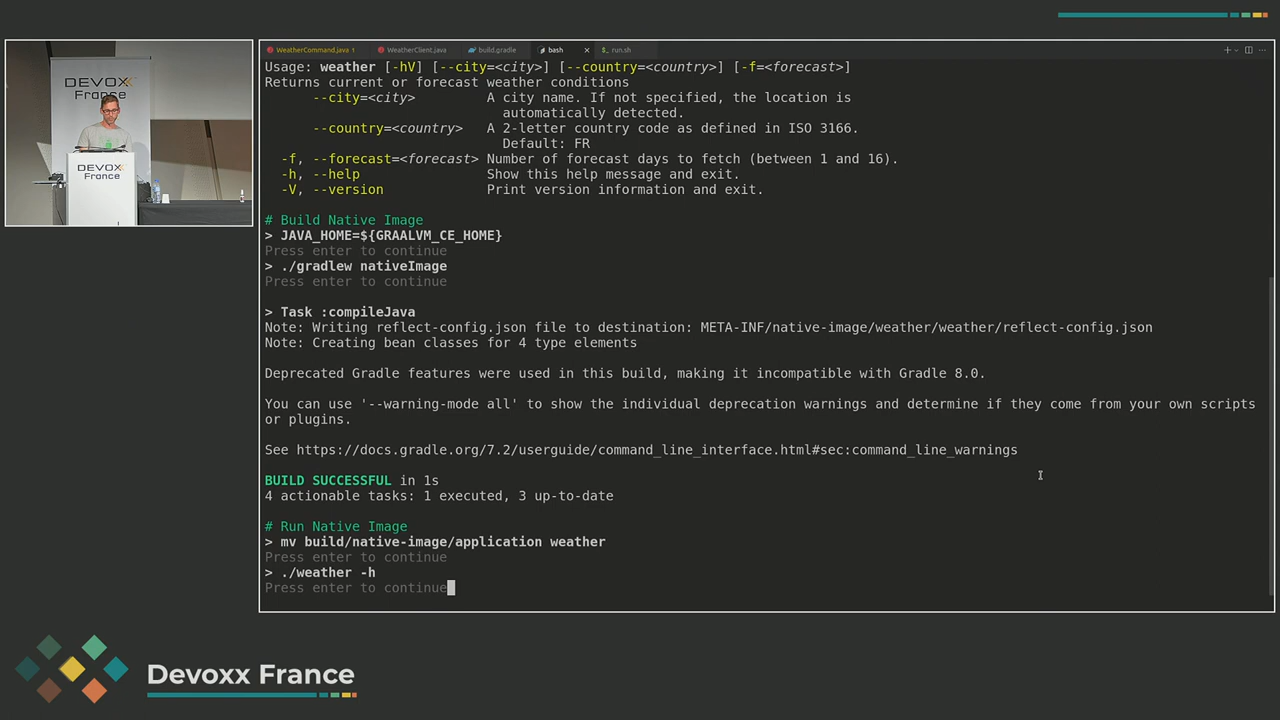 DEVOXX
France
DEVOXX
France
WeatherCommand.java 1
WeatherClient.java
build.gradle
bash
run.sh
Usage: weather [-hV] [--city=<city>] [--country=<country>] [-f=<forecast>]
Returns current or forecast weather conditions
--city=<city> A city name. If not specified, the location is
automatically detected.
--country=<country> A 2-letter country code as defined in ISO 3166.
Default: FR
-f, --forecast=<forecast> Number of forecast days to fetch (between 1 and 16).
-h, --help Show this help message and exit.
-V, --version Print version information and exit.
# Build Native Image
> JAVA_HOME=${GRAALVM_CE_HOME}
Press enter to continue
> ./gradlew nativeImage
Press enter to continue
> Task :compileJava
Note: Writing reflect-config.json file to destination: META-INF/native-image/weather/weather/reflect-config.json
Note: Creating bean classes for 4 type elements
Deprecated Gradle features were used in this build, making it incompatible with Gradle 8.0.
You can use '--warning-mode all' to show the individual deprecation warnings and determine if they come from your own scripts
or plugins.
See https://docs.gradle.org/7.2/userguide/command_line_interface.html#sec:command_line_warnings
BUILD SUCCESSFUL in 1s
4 actionable tasks: 1 executed, 3 up-to-date
# Run Native Image
> mv build/native-image/application weather
Press enter to continue
> ./weather -h
Press enter to continue
Devoxx France